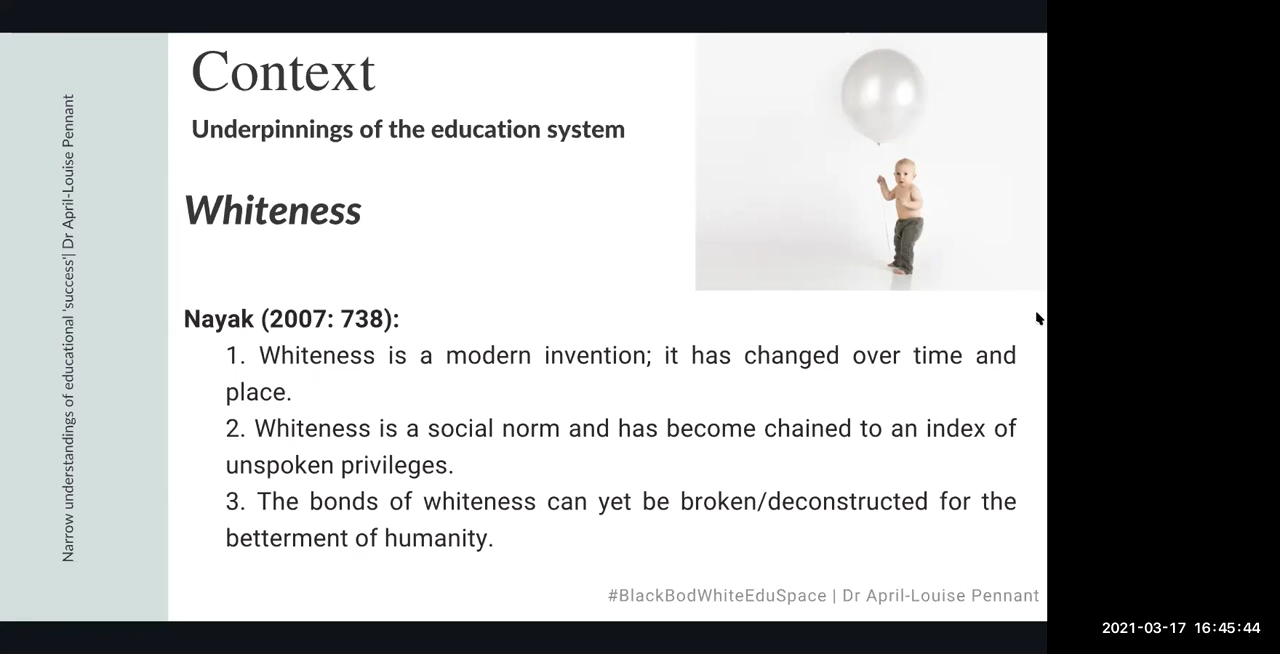 Context
Underpinnings of the education system
Whiteness
Nayak (2007: 738):
1. Whiteness is a modern invention; it has changed over time and
place.
2. Whiteness is a social norm and has become chained to an index of
unspoken privileges.
3. The bonds of whiteness can yet be broken/deconstructed for the
betterment of humanity.
#BlackBodWhiteEduSpace | Dr April-Louise Pennant
Narrow understandings of educational 'success'| Dr April-Louise Pennant
2021-03-17 16:45:44